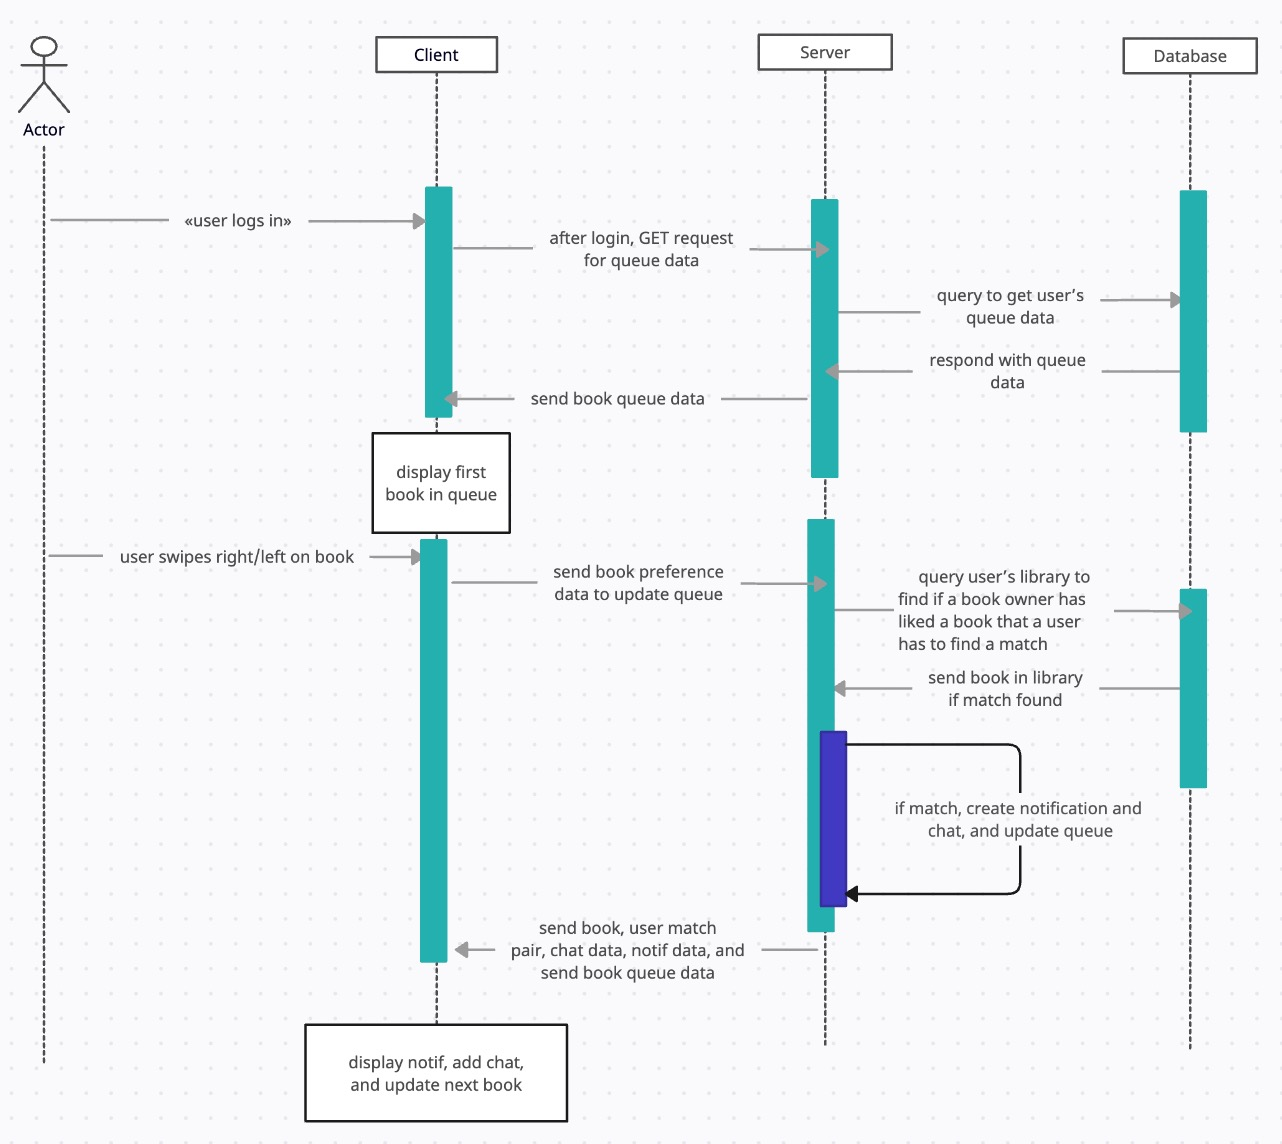 Client
Server
Database
Actor
«user logs in»
after login, GET request
for queue data
query to get user's
queue data
respond with queue
data
send book queue data
display first
book in queue
user swipes right/left on book
send book preference
data to update queue
query user's library to
find if a book owner has
liked a book that a user
has to find a match
send book in library
if match found
if match, create notification and
chat, and update queue
send book, user match
pair, chat data, notif data, and
send book queue data
display notif, add chat,
and update next book